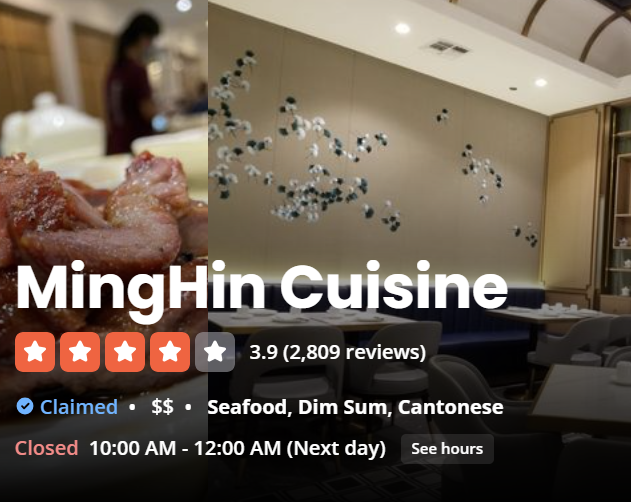 MingHin Cuisine
3.9 (2,809 reviews)
Claimed • $$ • Seafood, Dim Sum, Cantonese
Closed 10:00 AM - 12:00 AM (Next day) See hours